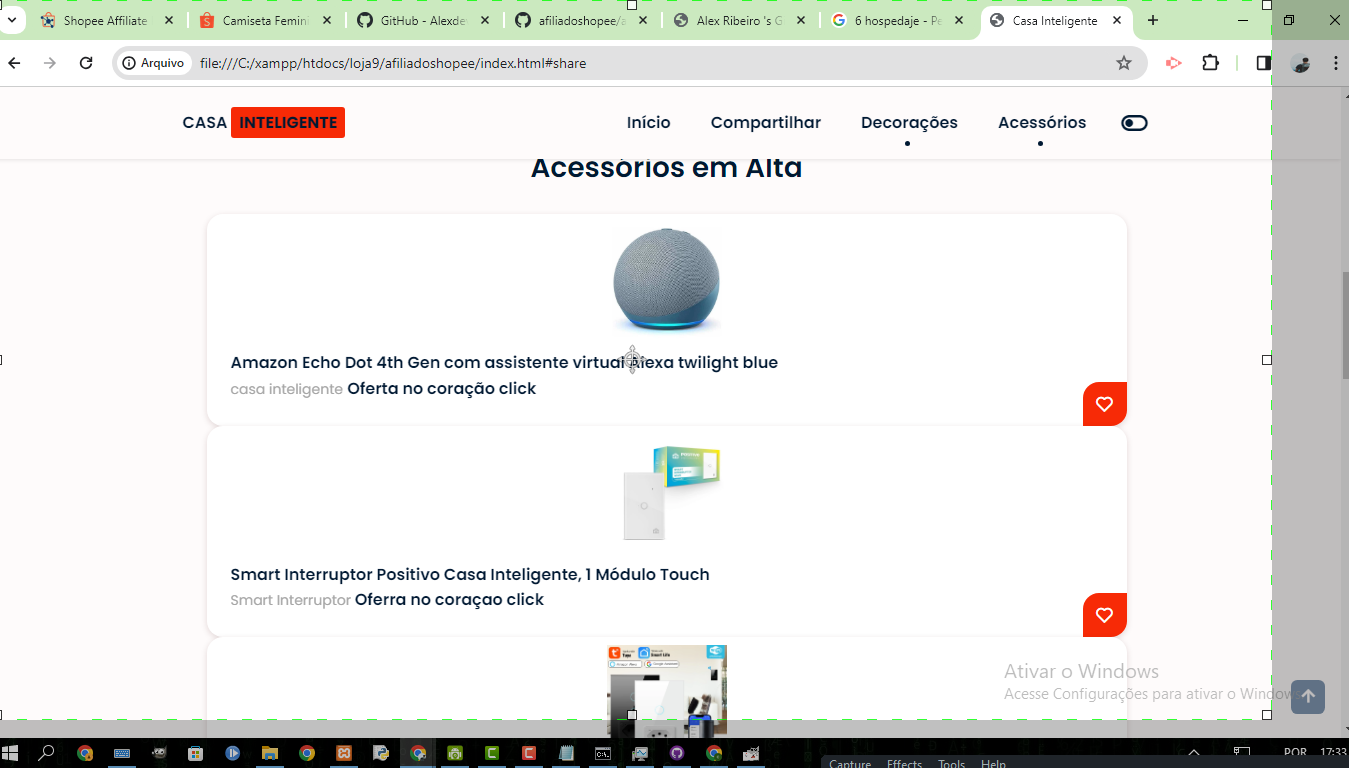 Shopee Affiliate
Camiseta Femini
GitHub - Alexdev
afiliadoshopee/a
Alex Ribeiro 's G
6 hospedaje - Pe
Casa Inteligente
Arquivo
file:///C:/xampp/htdocs/loja9/afiliadoshopee/index.html#share
CASA INTELIGENTE
Início
Compartilhar
Decorações
Acessórios
Acessórios em Alta
Amazon Echo Dot 4th Gen com assistente virtual Alexa twilight blue
casa inteligente Oferta no coração click
Smart Interruptor Positivo Casa Inteligente, 1 Módulo Touch
Smart Interruptor Oferra no coraçao click
Smart Life
Ativar o Windows
Acesse Configurações para ativar o Windows
POR
17:33
Capture
Effects
Tools
Help